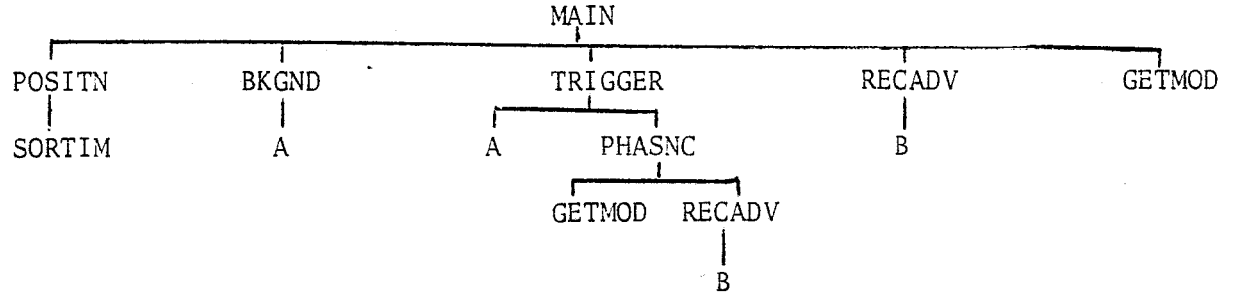 MAIN
POSITN BKGND TRIGGER RECADV GETMOD
SORTIM A A PHASNC B
GETMOD RECADV
B